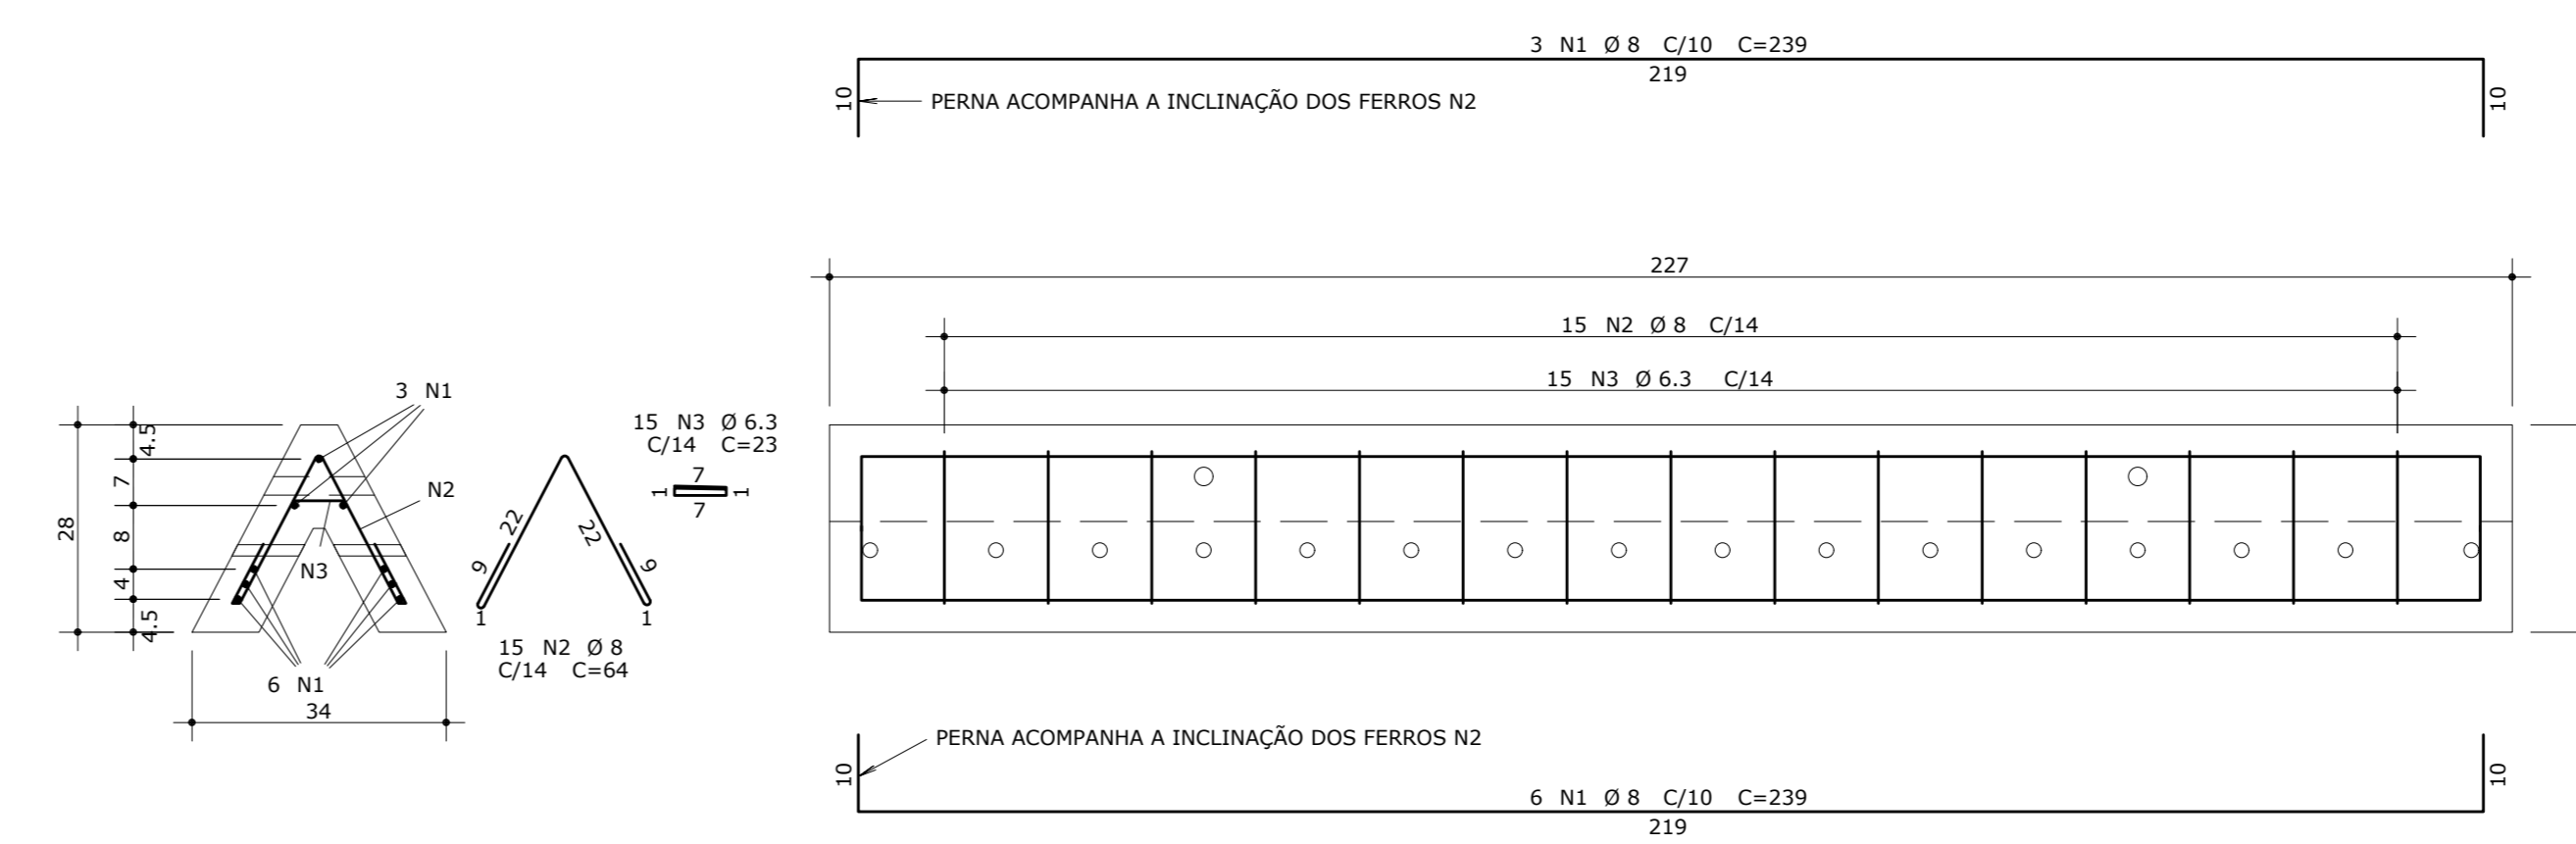 3 N1 Ø 8 C/10 C=239
219
10
PERNA ACOMPANHA A INCLINAÇÃO DOS FERROS N2
10
227
15 N2 Ø 8 C/14
15 N3 Ø 6.3 C/14
3 N1
4.5
7
8
4
4.5
28
N2
N3
6 N1
34
22
22
9
9
1
1
15 N2 Ø 8
C/14 C=64
15 N3 Ø 6.3
C/14 C=23
7
1
1
7
PERNA ACOMPANHA A INCLINAÇÃO DOS FERROS N2
10
10
6 N1 Ø 8 C/10 C=239
219